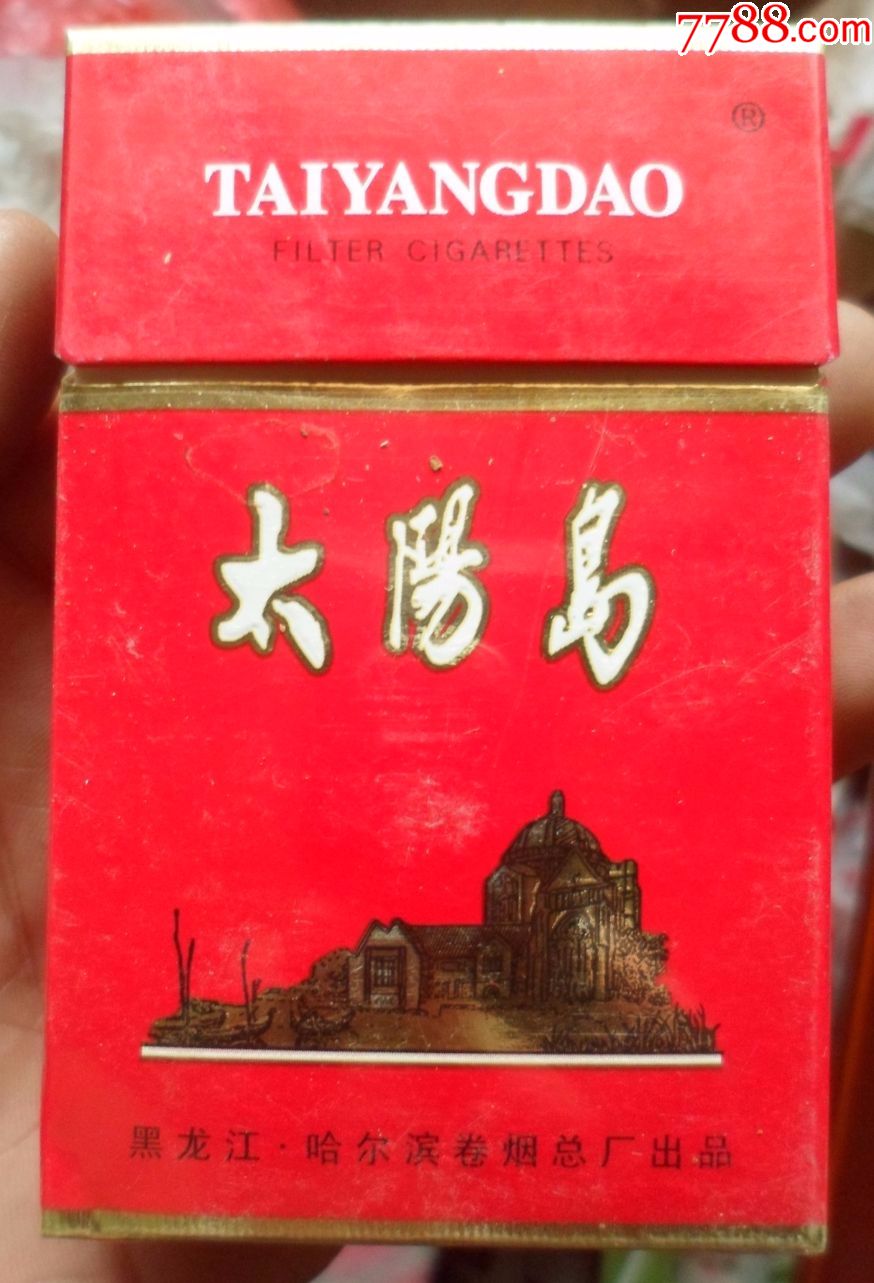 7788.com
®
TAIYANGDAO
FILTER CIGARETTES
太陽島
黑龙江·哈尔滨卷烟总厂出品